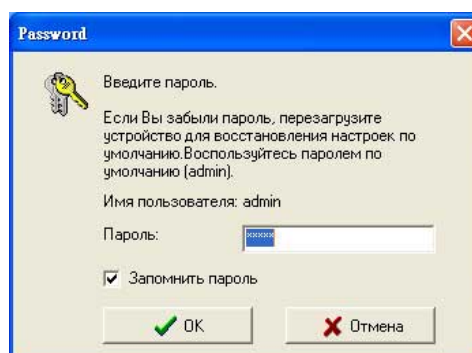 Password
Введите пароль.
Если Вы забыли пароль, перезагрузите
устройство для восстановления настроек по
умолчанию.Воспользуйтесь паролем по
умолчанию (admin).
Имя пользователя: admin
Пароль: xxxxx
Запомнить пароль
OK Отмена